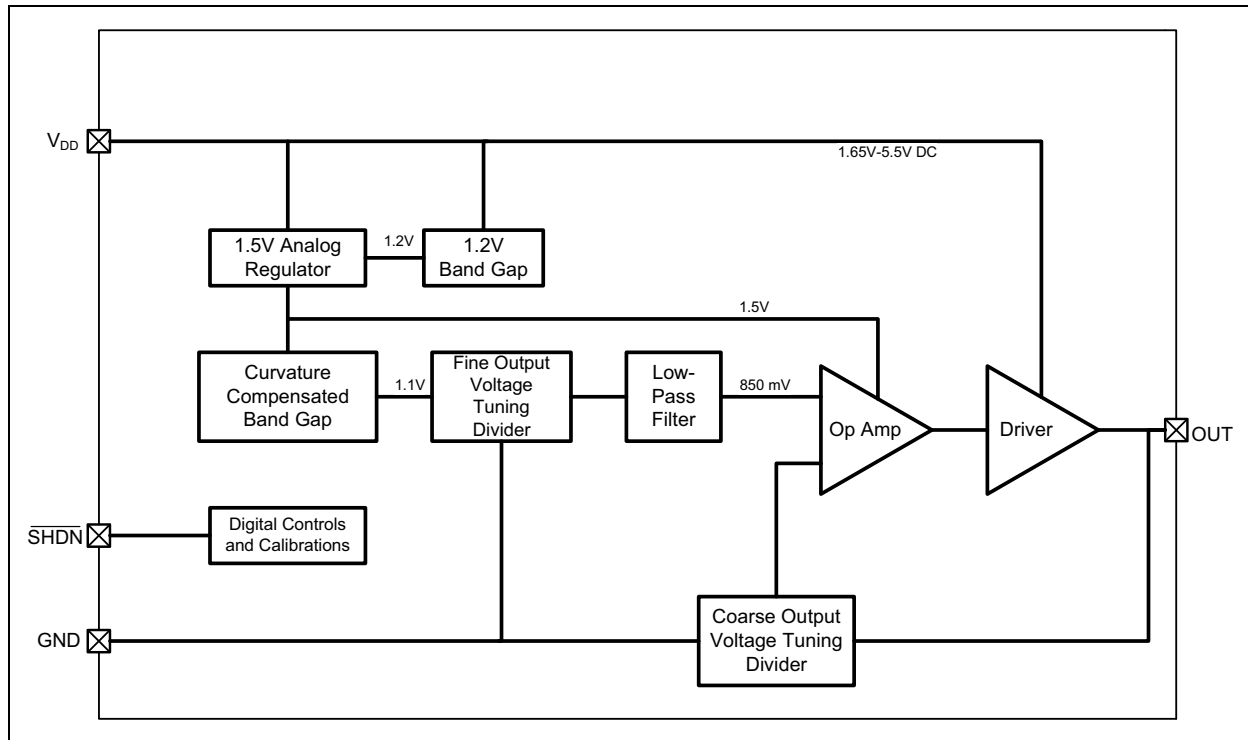 VDD
1.65V-5.5V DC
1.5V Analog
Regulator
1.2V
1.2V
Band Gap
1.5V
Curvature
Compensated
Band Gap
1.1V
Fine Output
Voltage
Tuning
Divider
Low-
Pass
Filter
850 mV
Op Amp
Driver
OUT
SHDN
Digital Controls
and Calibrations
GND
Coarse Output
Voltage Tuning
Divider